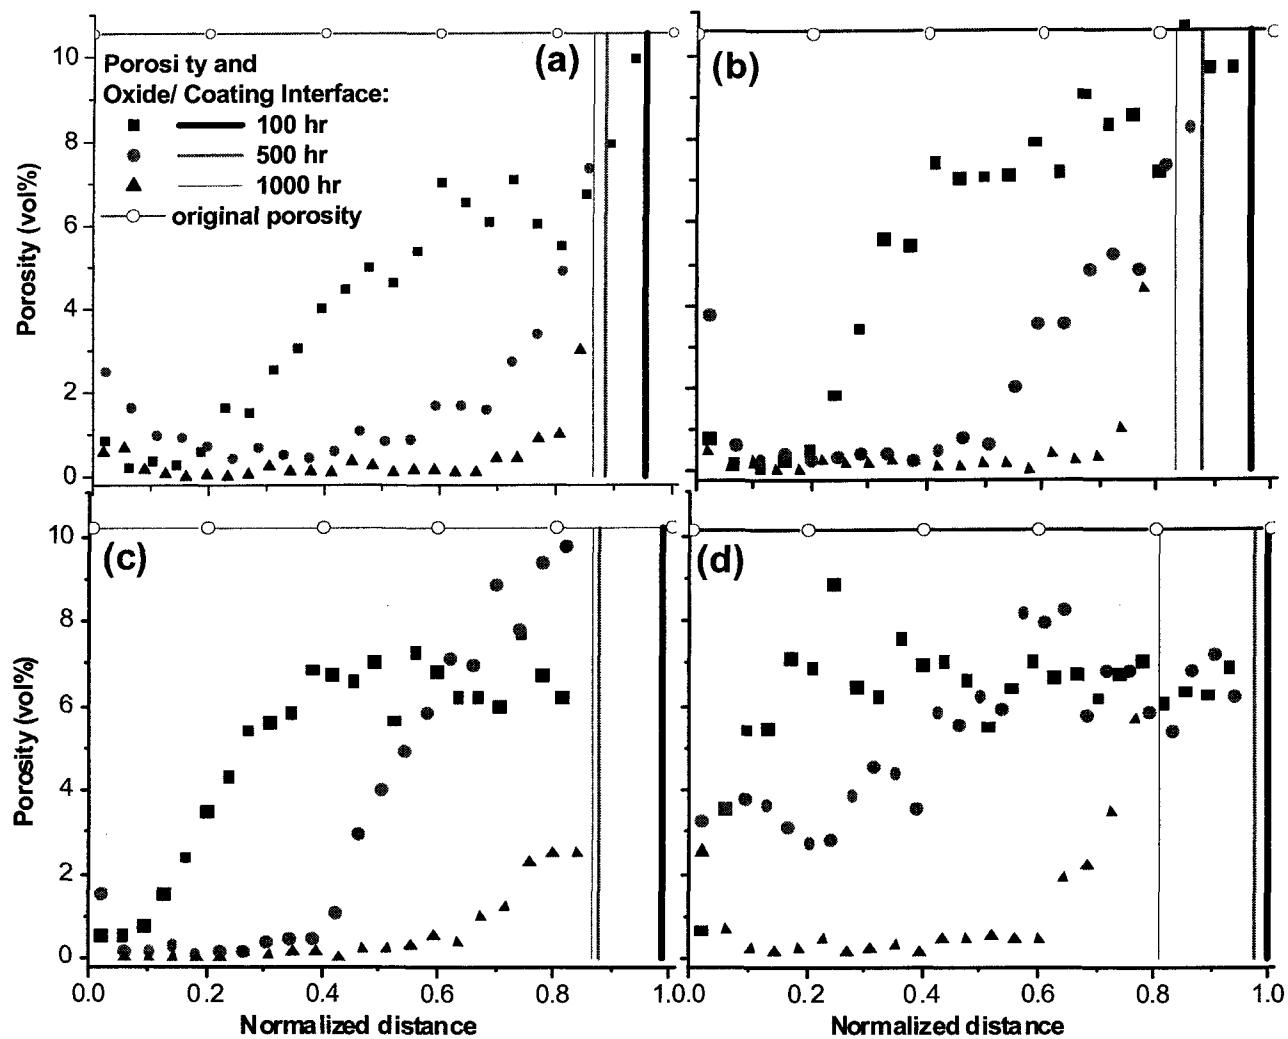 (a)
(b)
Porosi ty and
Oxide/ Coating Interface:
100 hr
500 hr
1000 hr
original porosity
Porosity (vol%)
10
8
6
4
2
0
(c)
(d)
Porosity (vol%)
10
8
6
4
2
0
0.0 0.2 0.4 0.6 0.8 1.0.0 0.2 0.4 0.6 0.8 1.0
Normalized distance
Normalized distance